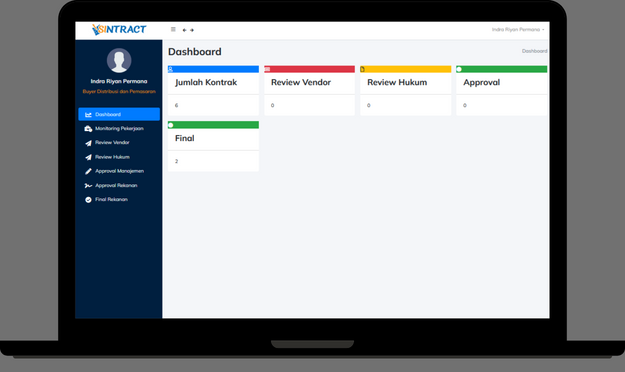 SINTRACT
Indra Riyan Permana
Indra Riyan Permana
Buyer Distribusi dan Pemasaran
Dashboard
Monitoring Pekerjaan
Review Vendor
Review Hukum
Approval Manajemen
Approval Rekanan
Final Rekanan
Dashboard
Dashboard
Jumlah Kontrak
6
Review Vendor
0
Review Hukum
0
Approval
0
Final
2